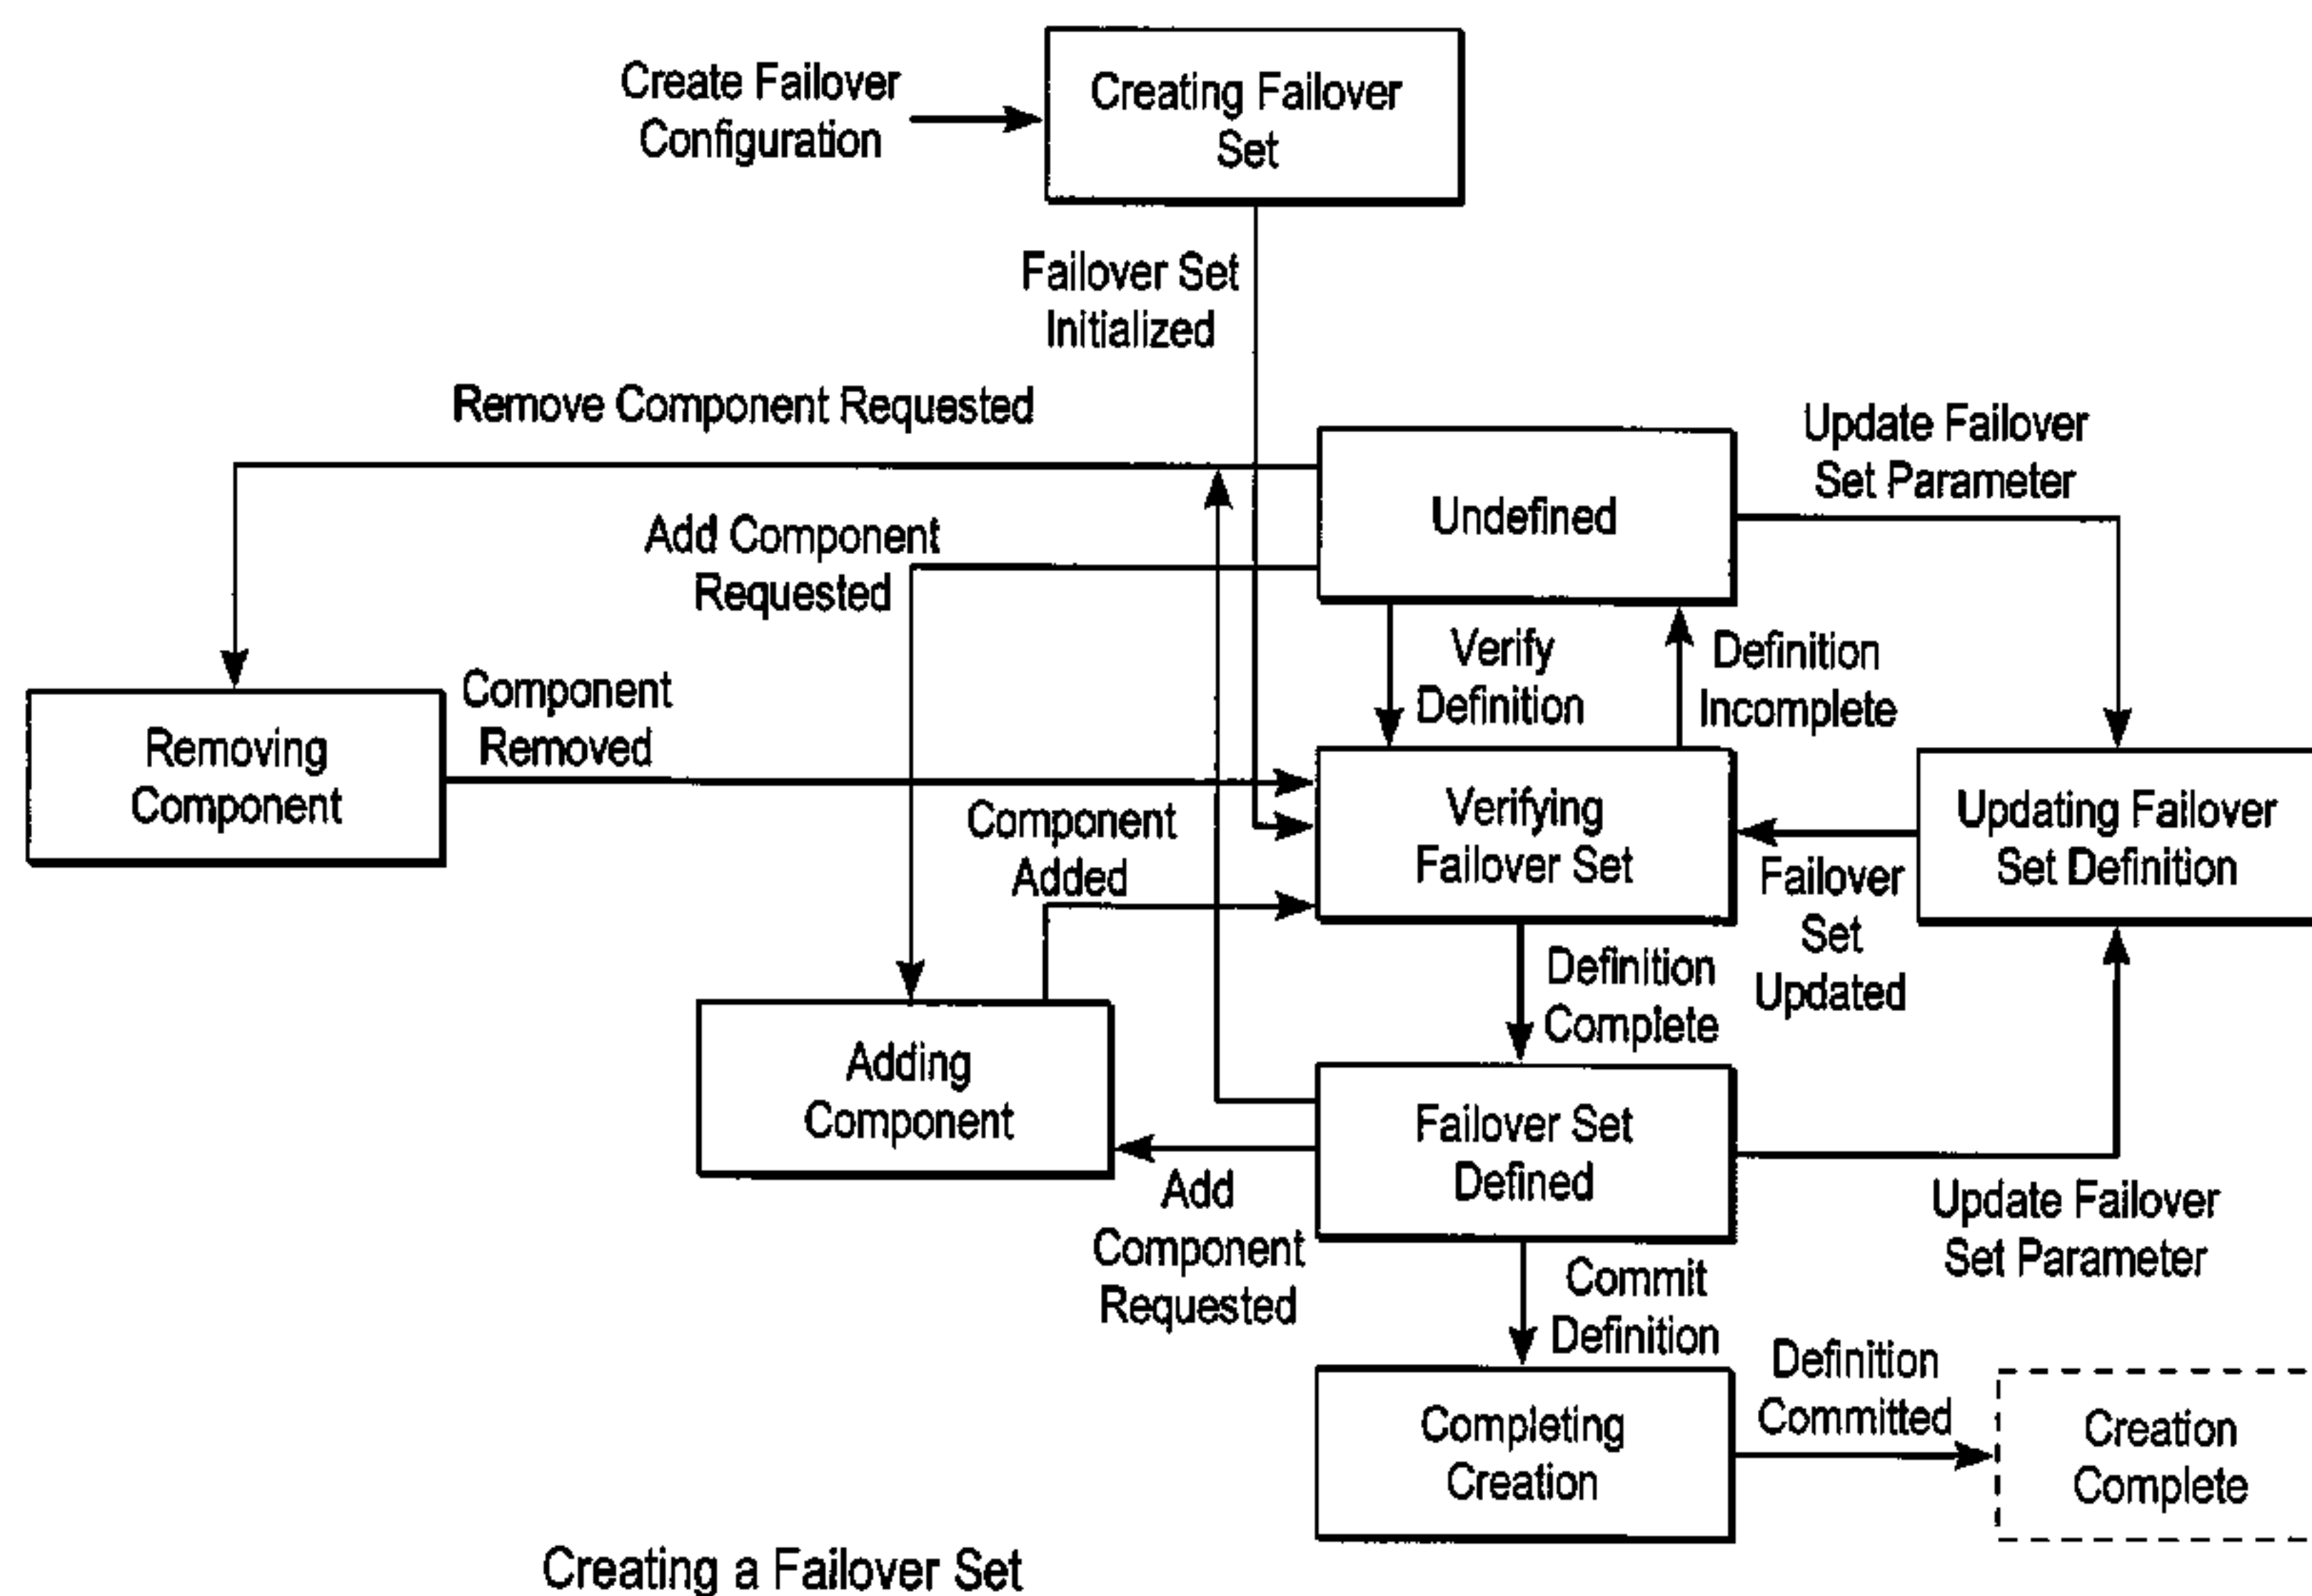 Create Failover
Configuration
Creating Failover
Set
Failover Set
Initialized
Remove Component Requested
Update Failover
Set Parameter
Undefined
Add Component
Requested
Verify
Definition
Definition
Incomplete
Component
Removed
Removing
Component
Verifying
Failover Set
Updating Failover
Set Definition
Component
Added
Failover
Set
Updated
Definition
Complete
Adding
Component
Failover Set
Defined
Add
Component
Requested
Update Failover
Set Parameter
Commit
Definition
Definition
Committed
Completing
Creation
Creation
Complete
Creating a Failover Set